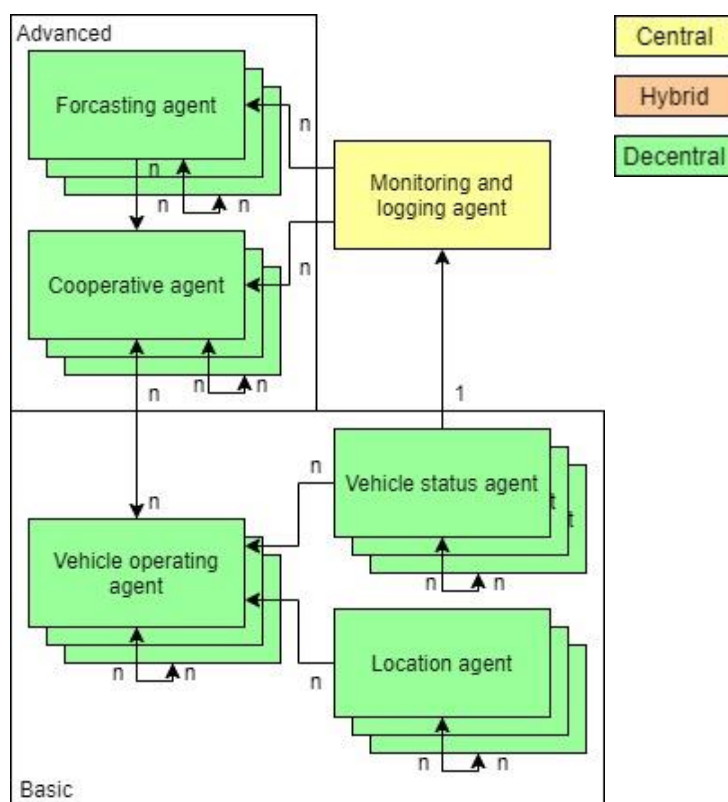 Advanced
Central
Forcasting agent
Hybrid
n
Decentral
n
Monitoring and
logging agent
n
n
n
Cooperative agent
n
n
n
1
n
Vehicle status agent
t
t
n
n
Vehicle operating
agent
n
n
Location agent
n
n
n
n
n
Basic